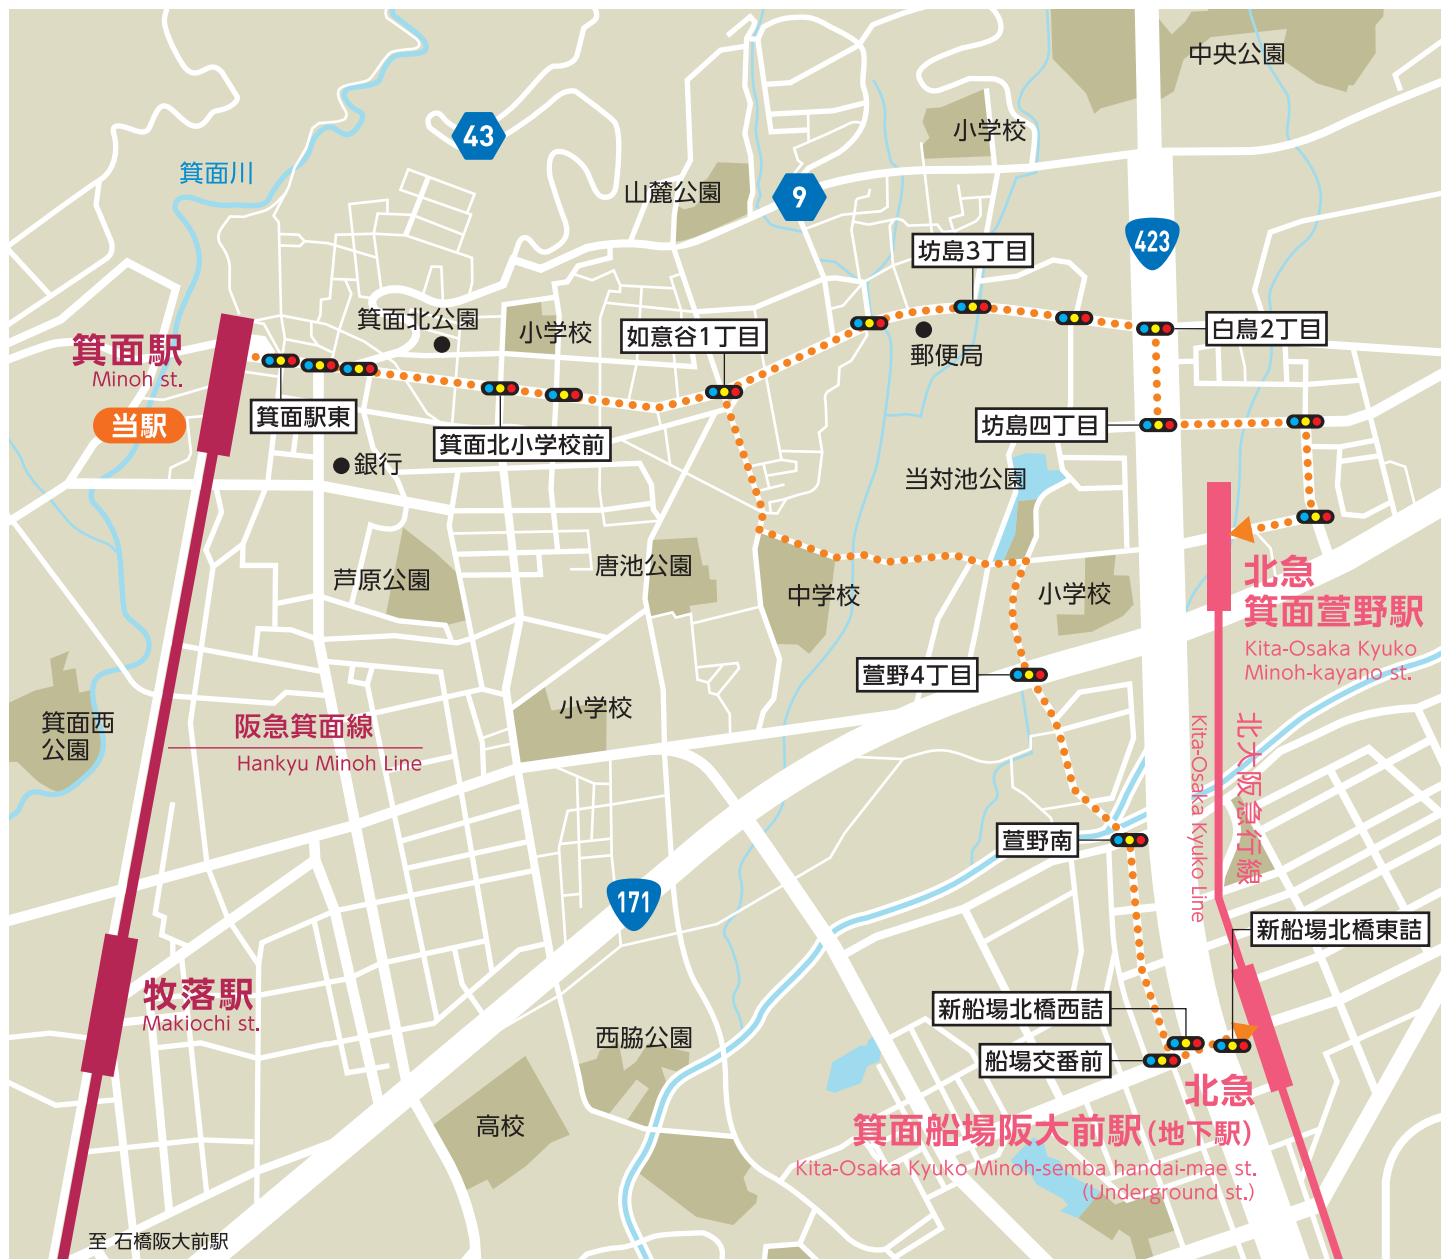 中央公園
小学校
43
箕面川
山麓公園
9
423
坊島3丁目
箕面北公園
小学校
如意谷1丁目
郵便局
白島2丁目
箕面駅
Minoh st.
当駅
箕面駅東
箕面北小学校前
坊島四丁目
銀行
当対池公園
芦原公園
唐池公園
中学校
小学校
北急
箕面萱野駅
Kita-Osaka Kyuko
Minoh-kayano st.
萱野4丁目
小学校
箕面西
公園
阪急箕面線
Hankyu Minoh Line
北大阪急行線
Kita-Osaka Kyuko Line
萱野南
171
新船場北橋東詰
牧落駅
Makiochi st.
新船場北橋西詰
西脇公園
船場交番前
高校
北急
箕面船場阪大前駅(地下駅)
Kita-Osaka Kyuko Minoh-semba handai-mae st.
(Underground st.)
至 石橋阪大前駅